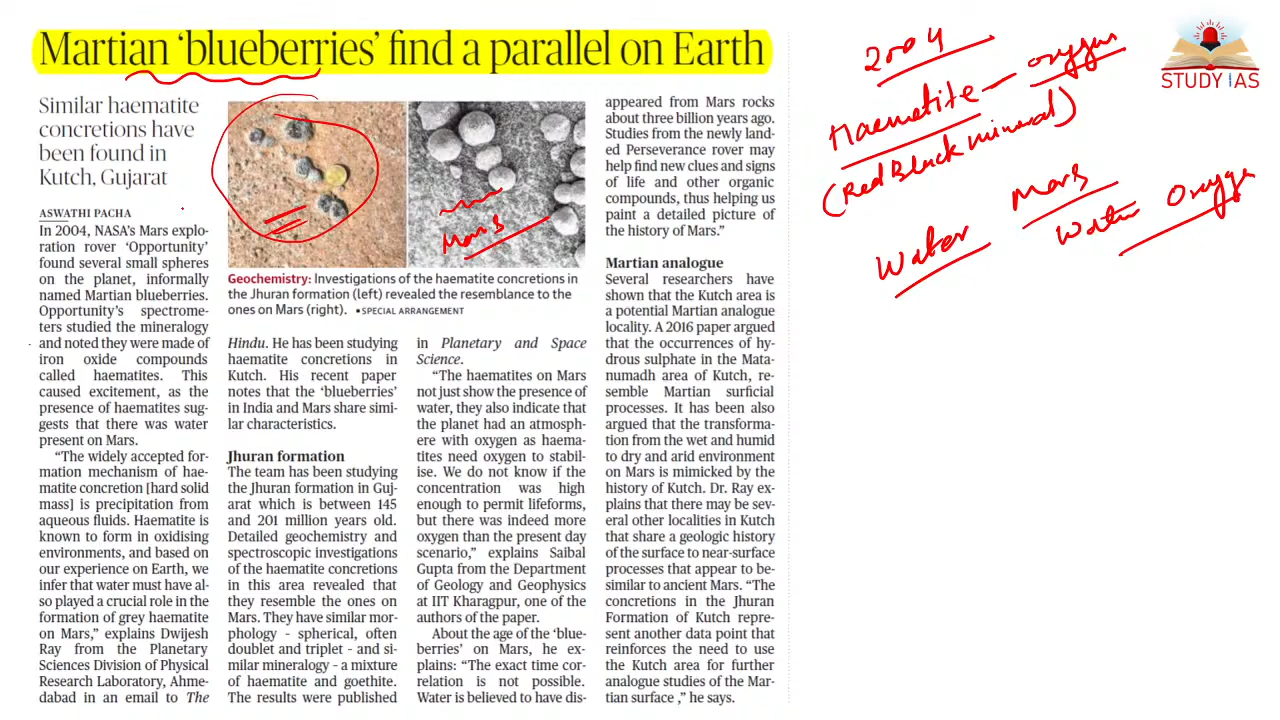 Martian ‘blueberries’ find a parallel on Earth
Similar haematite
concretions have
been found in
Kutch, Gujarat
ASWATHI PACHA
In 2004, NASA's Mars explo-
ration rover ‘Opportunity’
found several small spheres
on the planet, informally
named Martian blueberries.
Opportunity's spectrome-
ters studied the mineralogy
and noted they were made of
iron oxide compounds
called haematites. This
caused excitement, as the
presence of haematites sug-
gests that there was water
present on Mars.
“The widely accepted for-
mation mechanism of hae-
matite concretion [hard solid
mass] is precipitation from
aqueous fluids. Haematite is
known to form in oxidising
environments, and based on
our experience on Earth, we
infer that water must have al-
so played a crucial role in the
formation of grey haematite
on Mars,” explains Dwijesh
Ray from the Planetary
Sciences Division of Physical
Research Laboratory, Ahme-
dabad in an email to The
Mars
Geochemistry: Investigations of the haematite concretions in
the Jhuran formation (left) revealed the resemblance to the
ones on Mars (right). ▪SPECIAL ARRANGEMENT
Hindu. He has been studying
haematite concretions in
Kutch. His recent paper
notes that the ‘blueberries’
in India and Mars share simi-
lar characteristics.
Jhuran formation
The team has been studying
the Jhuran formation in Guj-
arat which is between 145
and 201 million years old.
Detailed geochemistry and
spectroscopic investigations
of the haematite concretions
in this area revealed that
they resemble the ones on
Mars. They have similar mor-
phology - spherical, often
doublet and triplet - and si-
milar mineralogy - a mixture
of haematite and goethite.
The results were published
in Planetary and Space
Science.
“The haematites on Mars
not just show the presence of
water, they also indicate that
the planet had an atmosph-
ere with oxygen as haema-
tites need oxygen to stabil-
ise. We do not know if the
concentration was high
enough to permit lifeforms,
but there was indeed more
oxygen than the present day
scenario,” explains Saibal
Gupta from the Department
of Geology and Geophysics
at IIT Kharagpur, one of the
authors of the paper.
About the age of the ‘blue-
berries’ on Mars, he ex-
plains: “The exact time cor-
relation is not possible.
Water is believed to have dis-
appeared from Mars rocks
about three billion years ago.
Studies from the newly land-
ed Perseverance rover may
help find new clues and signs
of life and other organic
compounds, thus helping us
paint a detailed picture of
the history of Mars.”
Martian analogue
Several researchers have
shown that the Kutch area is
a potential Martian analogue
locality. A 2016 paper argued
that the occurrences of hy-
drous sulphate in the Mata-
numadh area of Kutch, re-
semble Martian surficial
processes. It has been also
argued that the transforma-
tion from the wet and humid
to dry and arid environment
on Mars is mimicked by the
history of Kutch. Dr. Ray ex-
plains that there may be sev-
eral other localities in Kutch
that share a geologic history
of the surface to near-surface
processes that appear to be-
similar to ancient Mars. “The
concretions in the Jhuran
Formation of Kutch repre-
sent another data point that
reinforces the need to use
the Kutch area for further
analogue studies of the Mar-
tian surface ,” he says.
2004
Haematite - oxygen
(Red Black mineral)
Mars
Water Water Oxyge
STUDY IAS